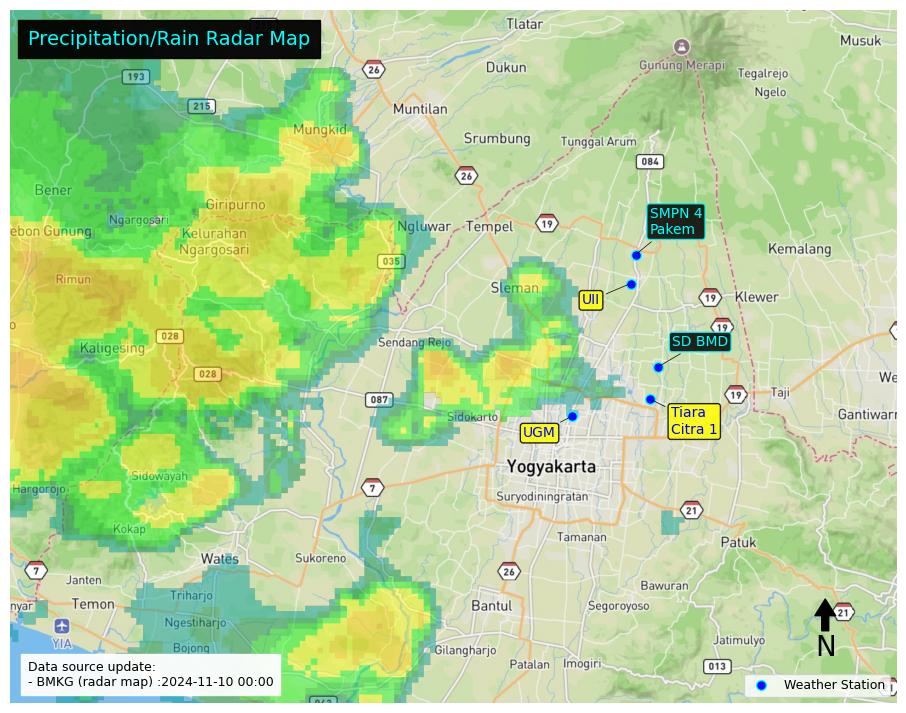 Precipitation/Rain Radar Map
Tlatar
Musuk
26
193
Dukun
Gunung Merapi
Tegalrejo
Ngelo
215
Muntilan
Mungkid
Srumbung
Tunggal Arum
084
Bener
26
Giripurno
Ngargosari
SMPN 4
Pakem
Ngluwar
Tempel
19
ebon Gunung
Kelurahan
Ngargosari
Kemalang
035
Rimun
Sleman
UII
19
Klewer
19
028
Kaligesing
Sendang Rejo
SD BMD
028
087
19
Taji
We
Sidokarto
Tiara
Citra 1
Gantiwarn
UGM
Yogyakarta
Sidowayah
Hargorojo
7
Suryodiningratan
21
Kokap
Tamanan
Patuk
Wates
Sukoreno
7
Janten
26
Bawuran
nyar
Temon
Triharjo
Bantul
Segoroyoso
21
YIA
Ngestiharjo
Jatimulyo
N
Bojong
Gilangharjo
Patalan
Imogiri
013
Data source update:
- BMKG (radar map) :2024-11-10 00:00
Weather Station